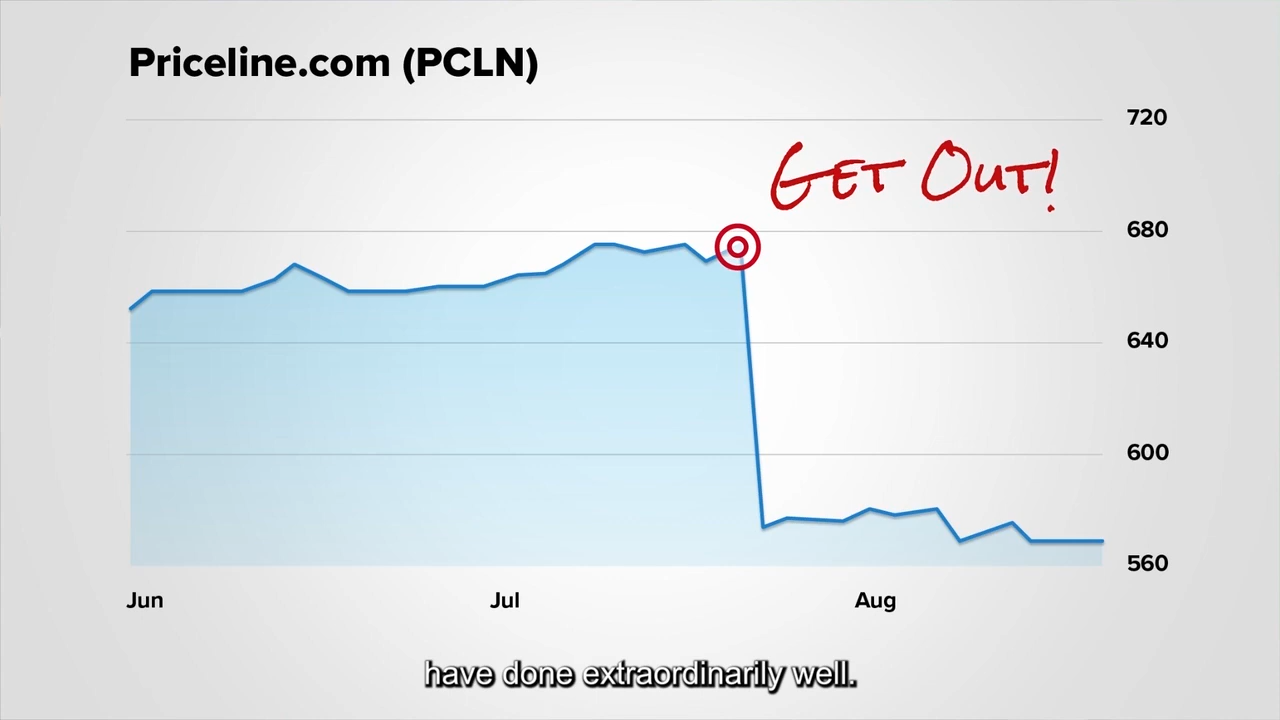 Priceline.com (PCLN)
720
Get Out!
680
640
600
560
Jun Jul Aug
have done extraordinarily well.